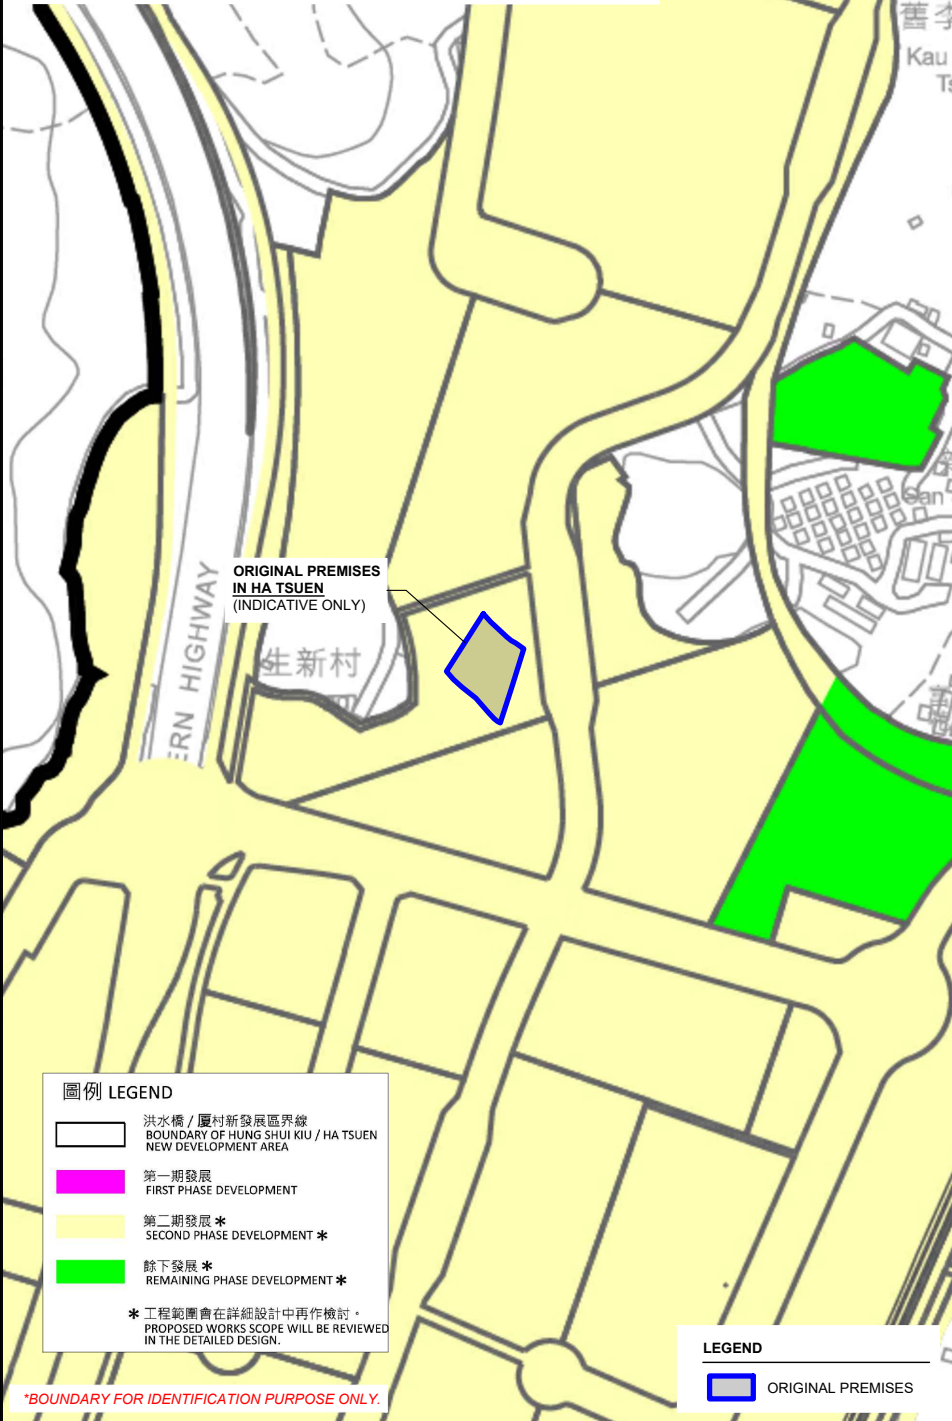 舊李
Kau
Ts
San
ORIGINAL PREMISES
IN HA TSUEN
(INDICATIVE ONLY)
生新村
ERN HIGHWAY
圖例 LEGEND
洪水橋 / 厦村新發展區界線
BOUNDARY OF HUNG SHUI KIU / HA TSUEN
NEW DEVELOPMENT AREA
第一期發展
FIRST PHASE DEVELOPMENT
第二期發展*
SECOND PHASE DEVELOPMENT *
餘下發展*
REMAINING PHASE DEVELOPMENT *
* 工程範圍會在詳細設計中再作檢討。
PROPOSED WORKS SCOPE WILL BE REVIEWED
IN THE DETAILED DESIGN.
*BOUNDARY FOR IDENTIFICATION PURPOSE ONLY.
LEGEND
ORIGINAL PREMISES